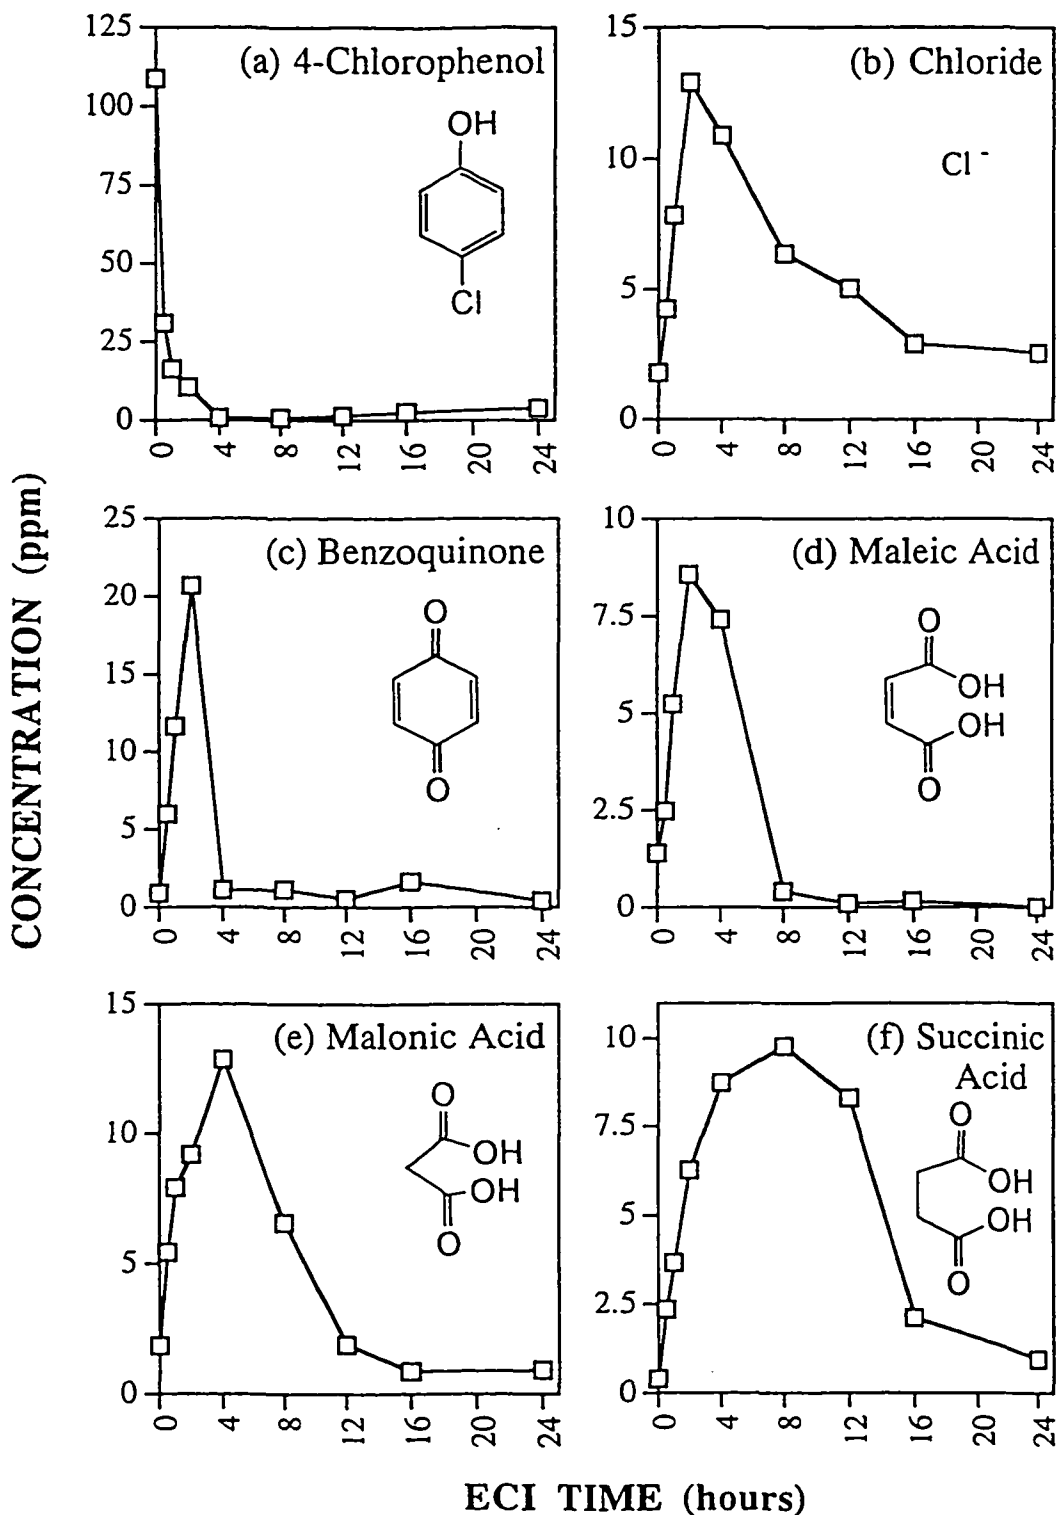 CONCENTRATION (ppm)
(a) 4-Chlorophenol
125
100
75
50
25
0
OH
Cl
0 4 8 12 16 20 24
(b) Chloride
15
10
5
0
Cl⁻
0 4 8 12 16 20 24
(c) Benzoquinone
25
20
15
10
5
0
O
O
0 4 8 12 16 20 24
(d) Maleic Acid
10
7.5
5
2.5
0
O
OH
OH
O
0 4 8 12 16 20 24
(e) Malonic Acid
15
10
5
0
O
OH
OH
O
0 4 8 12 16 20 24
(f) Succinic
Acid
10
7.5
5
2.5
0
O
OH
OH
O
0 4 8 12 16 20 24
ECI TIME (hours)